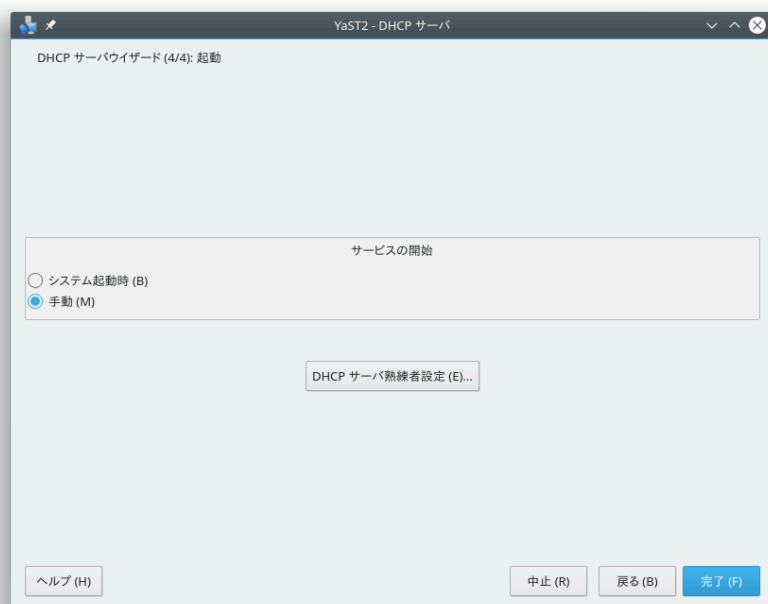 YaST2 - DHCP サーバ
DHCP サーバウイザード (4/4): 起動
サービスの開始
システム起動時 (B)
手動 (M)
DHCP サーバ熟練者設定 (E)...
ヘルプ (H)
中止 (R)
戻る (B)
完了 (F)